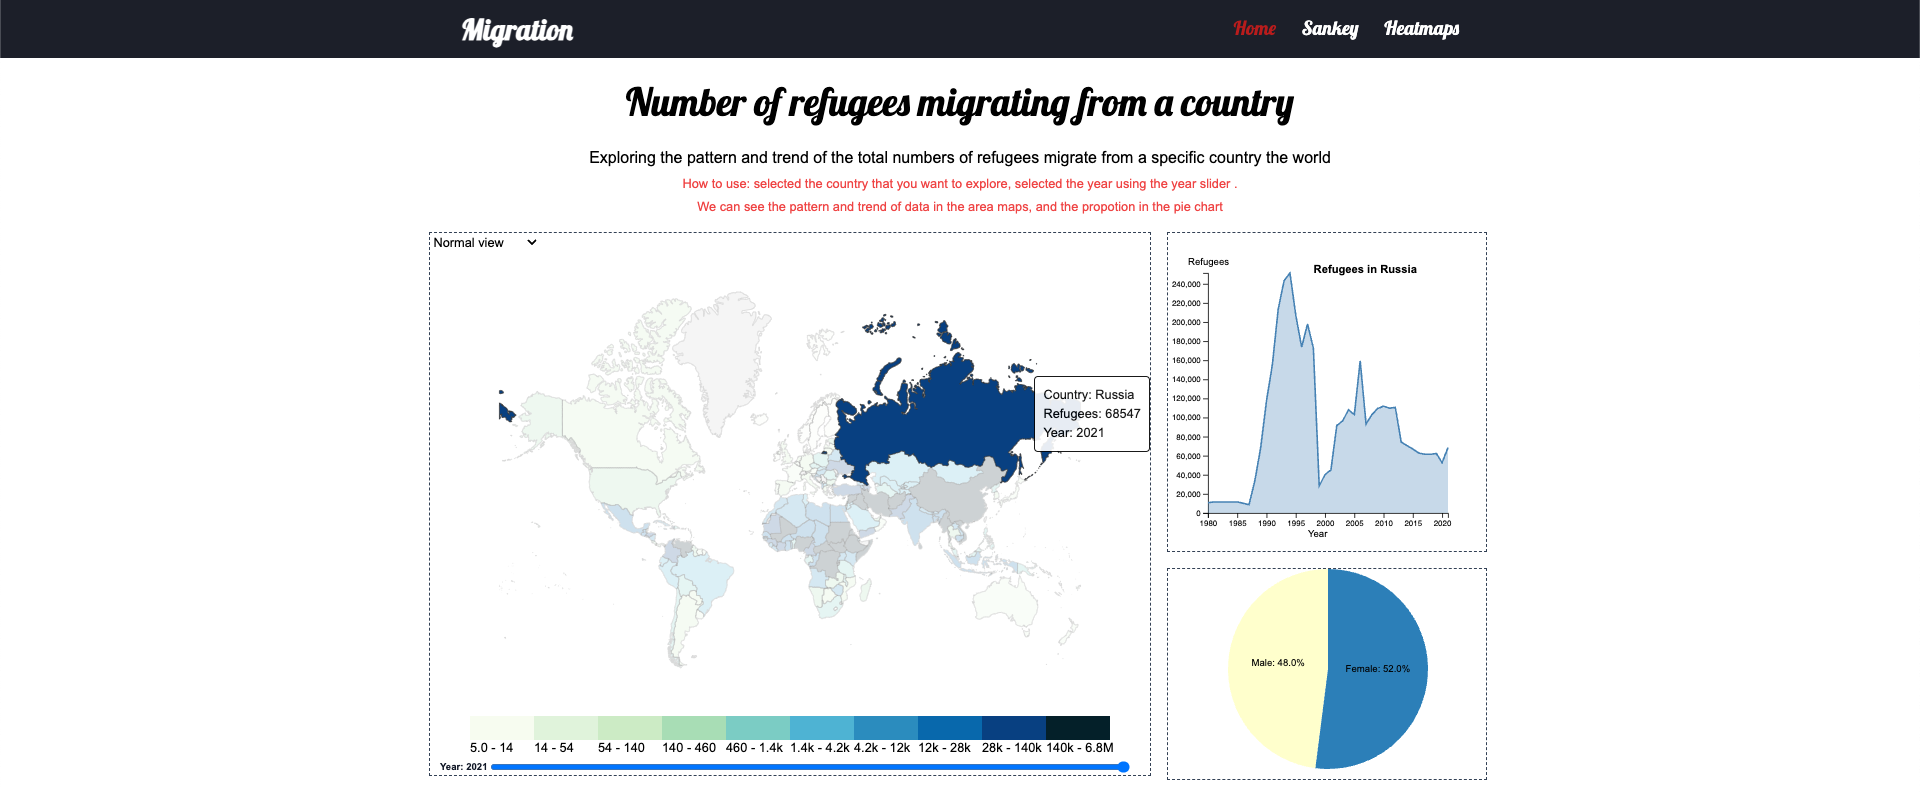 Migration
Home Sankey Heatmaps
Number of refugees migrating from a country
Exploring the pattern and trend of the total numbers of refugees migrate from a specific country the world
How to use: selected the country that you want to explore, selected the year using the year slider .
We can see the pattern and trend of data in the area maps, and the propotion in the pie chart
Normal view
Country: Russia
Refugees: 68547
Year: 2021
5.0 - 14 14 - 54 54 - 140 140 - 460 460 - 1.4k 1.4k - 4.2k 4.2k - 12k 12k - 28k 28k - 140k 140k - 6.8M
Year: 2021
Refugees
Refugees in Russia
240,000
220,000
200,000
180,000
160,000
140,000
120,000
100,000
80,000
60,000
40,000
20,000
0
1980 1985 1990 1995 2000 2005 2010 2015 2020
Year
Male: 48.0%
Female: 52.0%